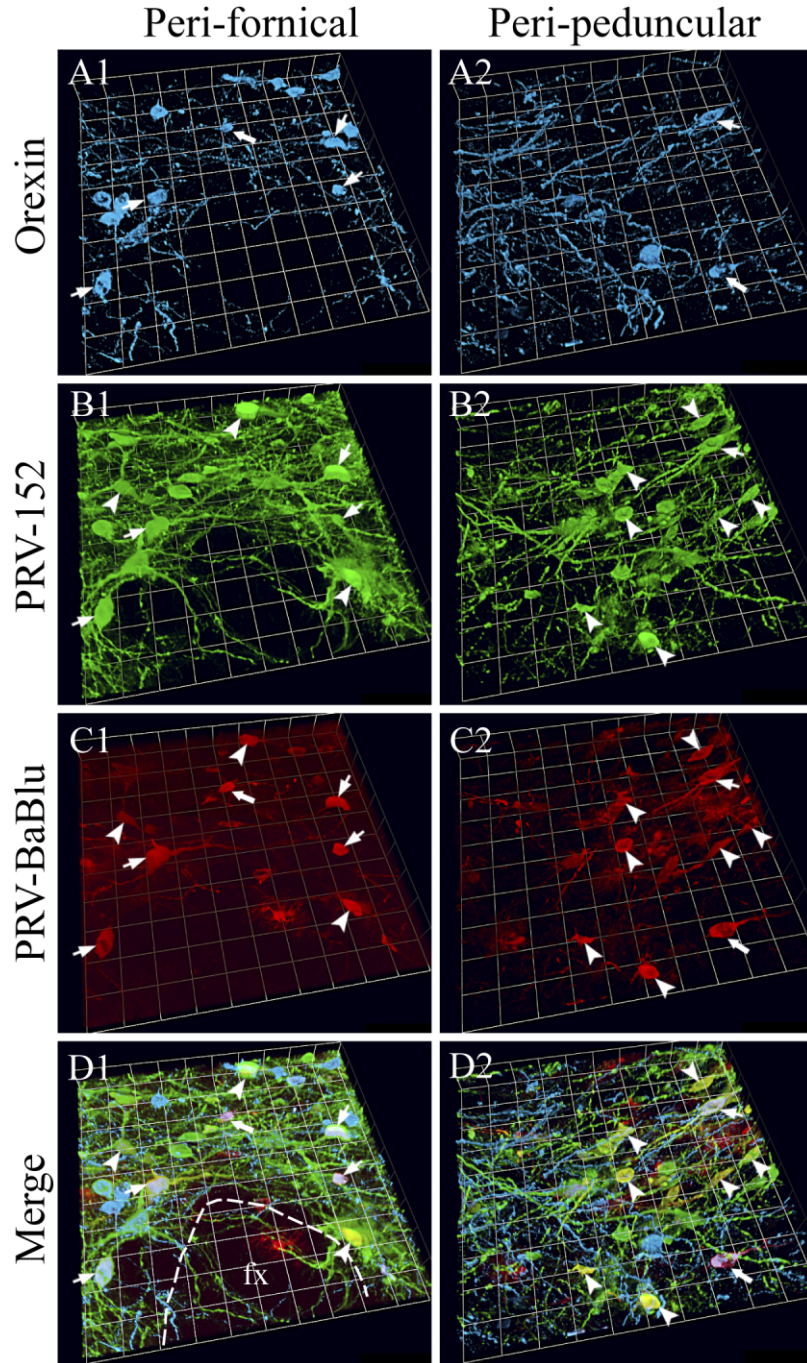 Peri-fornical Peri-peduncular
Orexin
A1 A2
PRV-152
B1 B2
PRV-BaBlu
C1 C2
Merge
D1 D2
fx